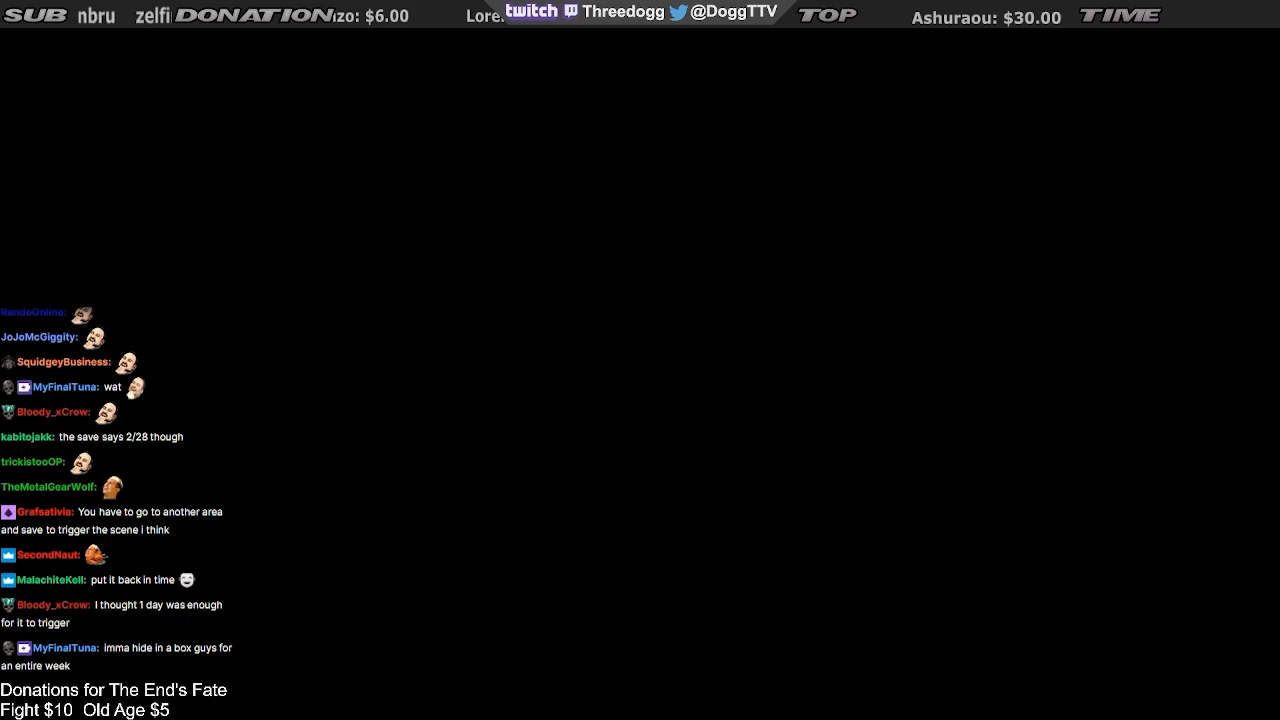 SUB nbru zelfi DONATION izo: $6.00 Lore. twitch Threedogg @DoggTTV TOP Ashuraou: $30.00 TIME
RandoOnline:
JoJoMcGiggity:
SquidgeyBusiness:
MyFinalTuna: wat
Bloody_xCrow:
kabitojakk: the save says 2/28 though
trickistooOP:
TheMetalGearWolf:
Grafsativia: You have to go to another area
and save to trigger the scene i think
SecondNaut:
MalachiteKell: put it back in time
Bloody_xCrow: I thought 1 day was enough
for it to trigger
MyFinalTuna: imma hide in a box guys for
an entire week
Donations for The End's Fate
Fight $10 Old Age $5